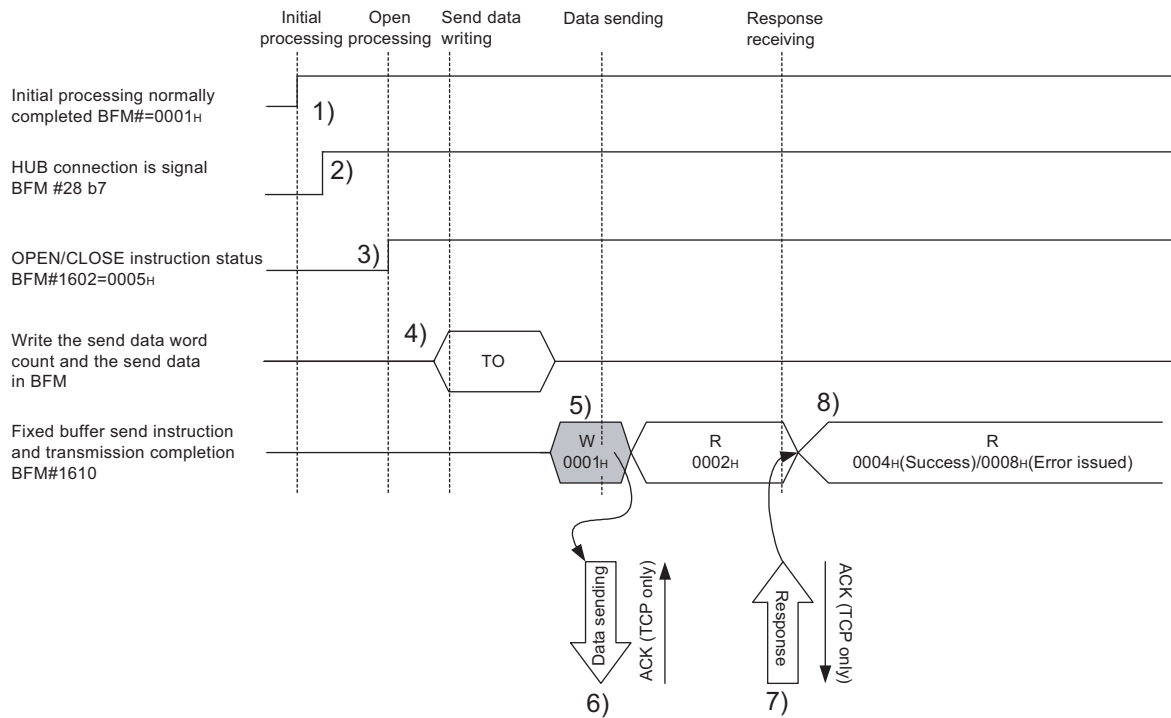 Initial
processing
Open
processing
Send data
writing
Data sending
Response
receiving
Initial processing normally
completed BFM#=0001H
1)
HUB connection is signal
BFM #28 b7
2)
OPEN/CLOSE instruction status
BFM#1602=0005H
3)
Write the send data word
count and the send data
in BFM
4)
TO
Fixed buffer send instruction
and transmission completion
BFM#1610
5)
W
0001H
R
0002H
8)
R
0004H(Success)/0008H(Error issued)
Data sending
ACK (TCP only)
6)
Response
ACK (TCP only)
7)